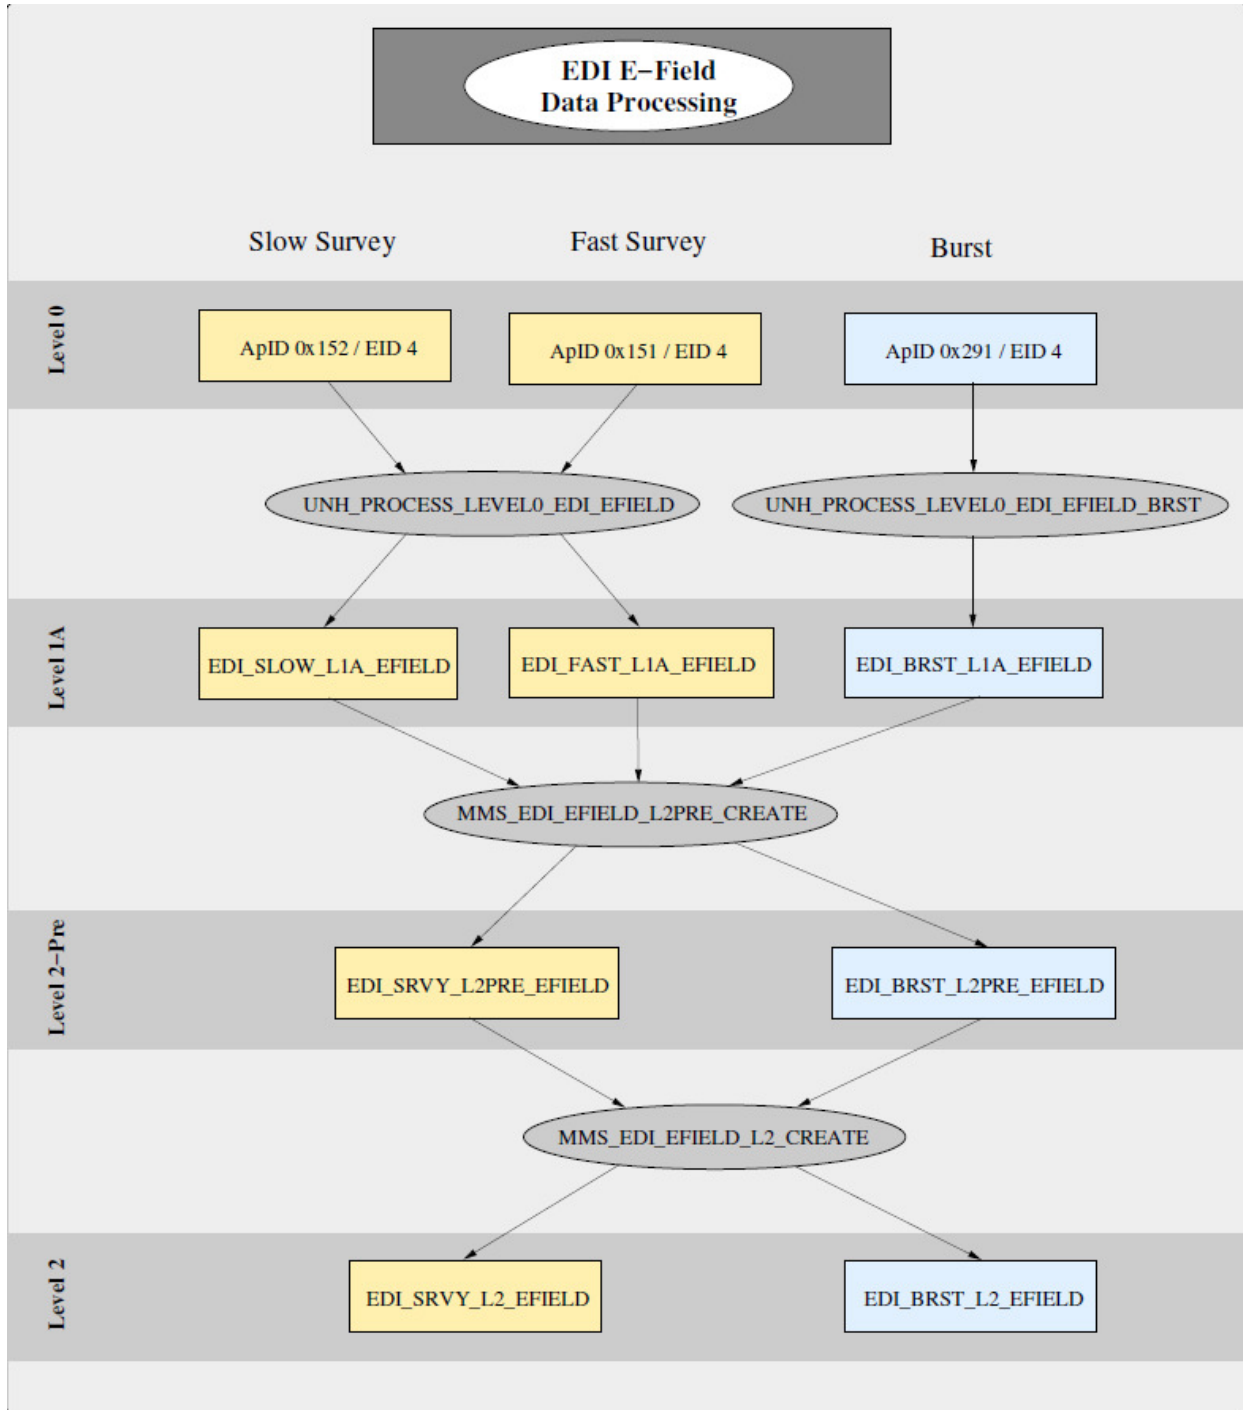 EDI E−Field
Data Processing
Slow Survey
Fast Survey
Burst
Level 0
ApID 0x152 / EID 4
ApID 0x151 / EID 4
ApID 0x291 / EID 4
UNH_PROCESS_LEVEL0_EDI_EFIELD
UNH_PROCESS_LEVEL0_EDI_EFIELD_BRST
Level 1A
EDI_SLOW_L1A_EFIELD
EDI_FAST_L1A_EFIELD
EDI_BRST_L1A_EFIELD
MMS_EDI_EFIELD_L2PRE_CREATE
Level 2−Pre
EDI_SRVY_L2PRE_EFIELD
EDI_BRST_L2PRE_EFIELD
MMS_EDI_EFIELD_L2_CREATE
Level 2
EDI_SRVY_L2_EFIELD
EDI_BRST_L2_EFIELD